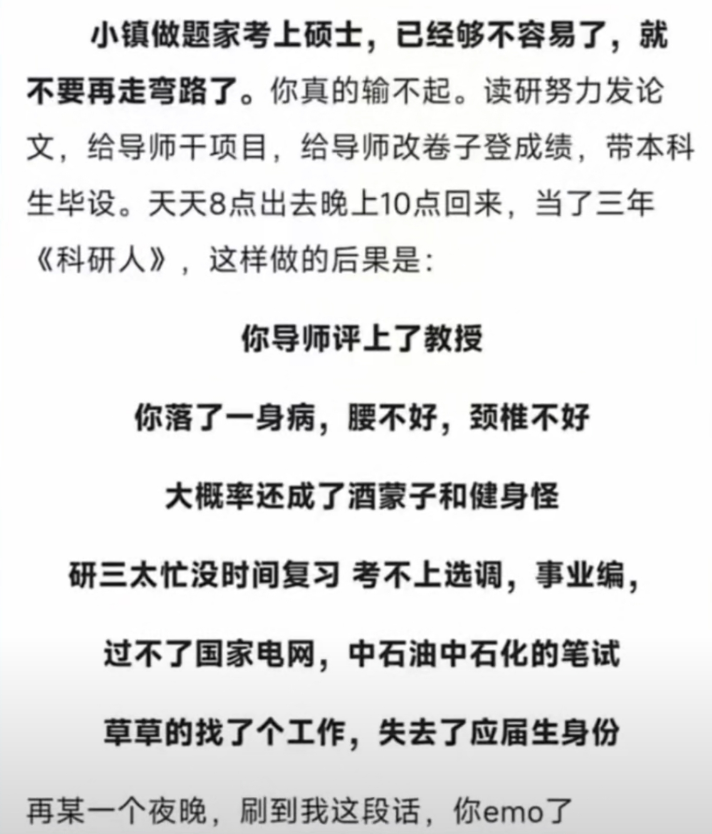 小镇做题家考上硕士，已经够不容易了，就
不要再走弯路了。你真的输不起。读研努力发论
文，给导师干项目，给导师改卷子登成绩，带本科
生毕设。天天8点出去晚上10点回来，当了三年
《科研人》，这样做的后果是：
你导师评上了教授
你落了一身病，腰不好，颈椎不好
大概率还成了酒蒙子和健身怪
研三太忙没时间复习 考不上选调，事业编，
过不了国家电网，中石油中石化的笔试
草草的找了个工作，失去了应届生身份
再某一个夜晚，刷到我这段话，你emo了